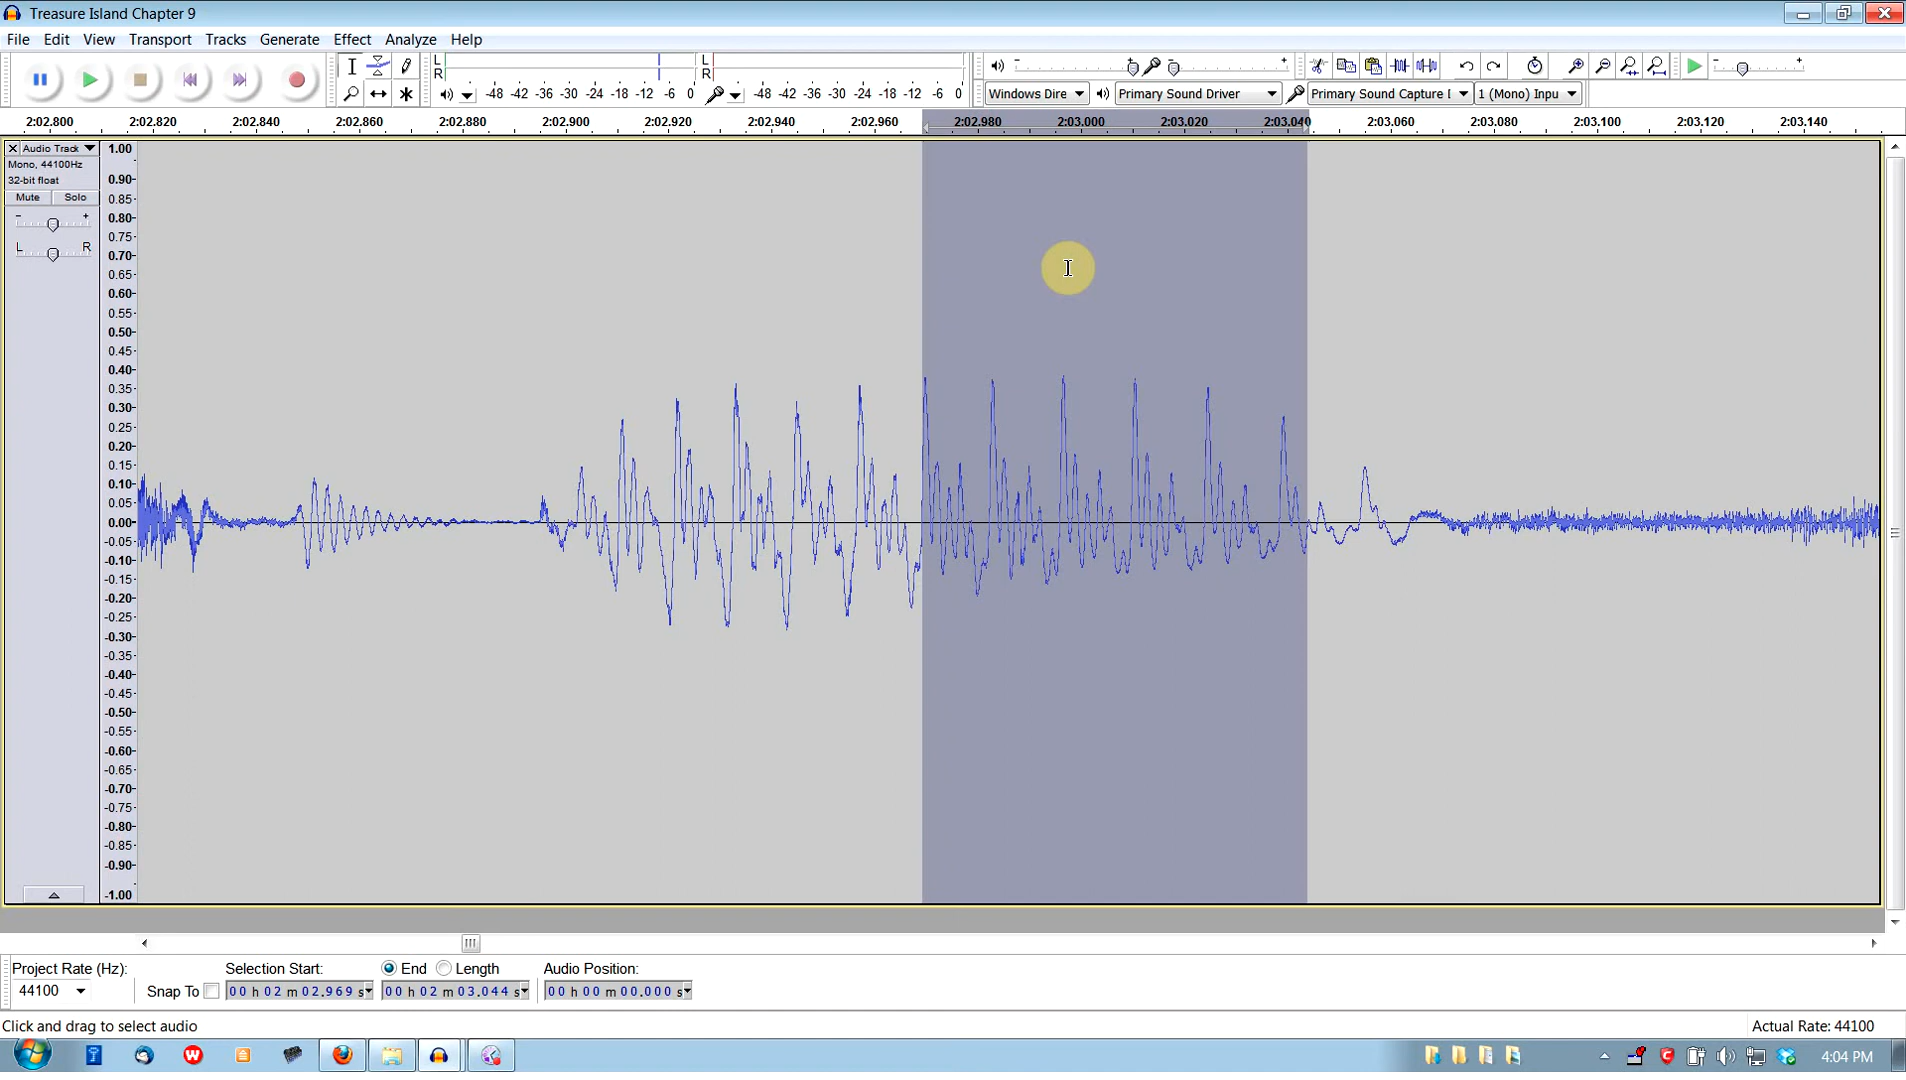 Treasure Island Chapter 9
File Edit View Transport Tracks Generate Effect Analyze Help
L R -48 -42 -36 -30 -24 -18 -12 -6 0 L R -48 -42 -36 -30 -24 -18 -12 -6 0 - + - + - +
Windows Dire Primary Sound Driver Primary Sound Capture 1 (Mono) Inpu
2:02.800 2:02.820 2:02.840 2:02.860 2:02.880 2:02.900 2:02.920 2:02.940 2:02.960 2:02.980 2:03.000 2:03.020 2:03.040 2:03.060 2:03.080 2:03.100 2:03.120 2:03.140
Audio Track
Mono, 44100Hz
32-bit float
Mute Solo
- +
L R
1.00
0.90
0.85
0.80
0.75
0.70
0.65
0.60
0.55
0.50
0.45
0.40
0.35
0.30
0.25
0.20
0.15
0.10
0.05
0.00
-0.05
-0.10
-0.15
-0.20
-0.25
-0.30
-0.35
-0.40
-0.45
-0.50
-0.55
-0.60
-0.65
-0.70
-0.75
-0.80
-0.85
-0.90
-1.00
Project Rate (Hz): Selection Start: End Length Audio Position:
44100 Snap To 00 h 02 m 02.969 s 00 h 02 m 03.044 s 00 h 00 m 00.000 s
Click and drag to select audio Actual Rate: 44100
4:04 PM